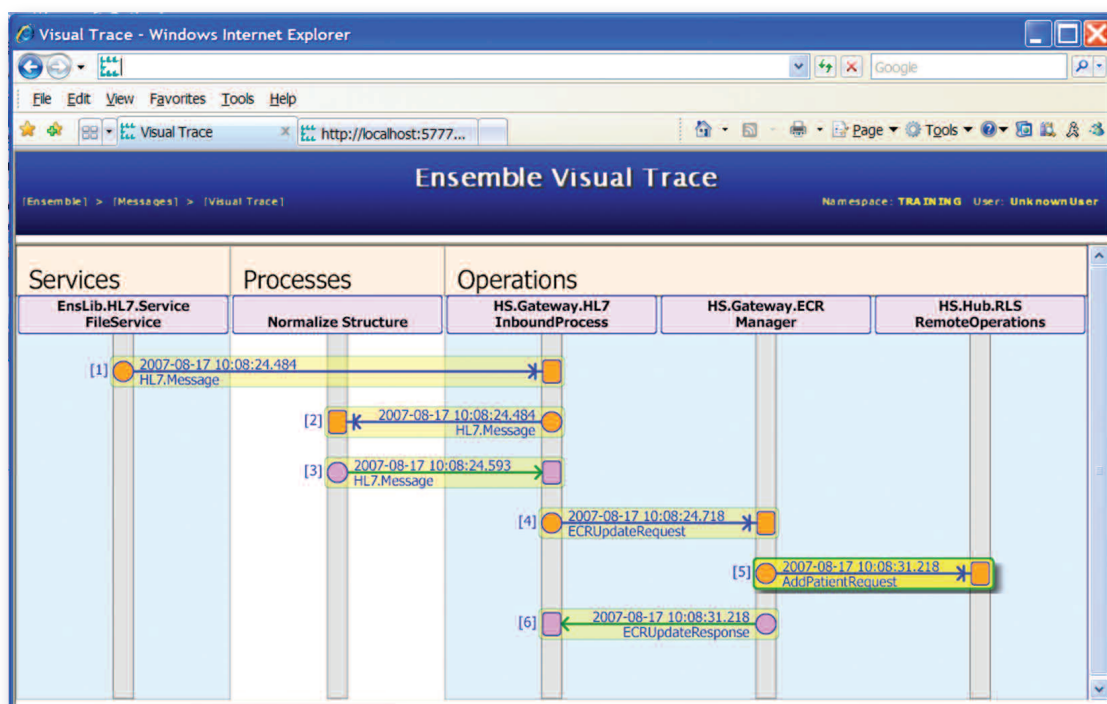 Visual Trace - Windows Internet Explorer
Google
File Edit View Favorites Tools Help
Visual Trace
http://localhost:5777...
Page Tools
Ensemble Visual Trace
[Ensemble] > [Messages] > [Visual Trace]
Namespace: TRAINING User: UnknownUser
Services Processes Operations
EnsLib.HL7.Service
FileService
Normalize Structure
HS.Gateway.HL7
InboundProcess
HS.Gateway.ECR
Manager
HS.Hub.RLS
RemoteOperations
[1] 2007-08-17 10:08:24.484
HL7.Message
[2] 2007-08-17 10:08:24.484
HL7.Message
[3] 2007-08-17 10:08:24.593
HL7.Message
[4] 2007-08-17 10:08:24.718
ECRUpdateRequest
[5] 2007-08-17 10:08:31.218
AddPatientRequest
[6] 2007-08-17 10:08:31.218
ECRUpdateResponse